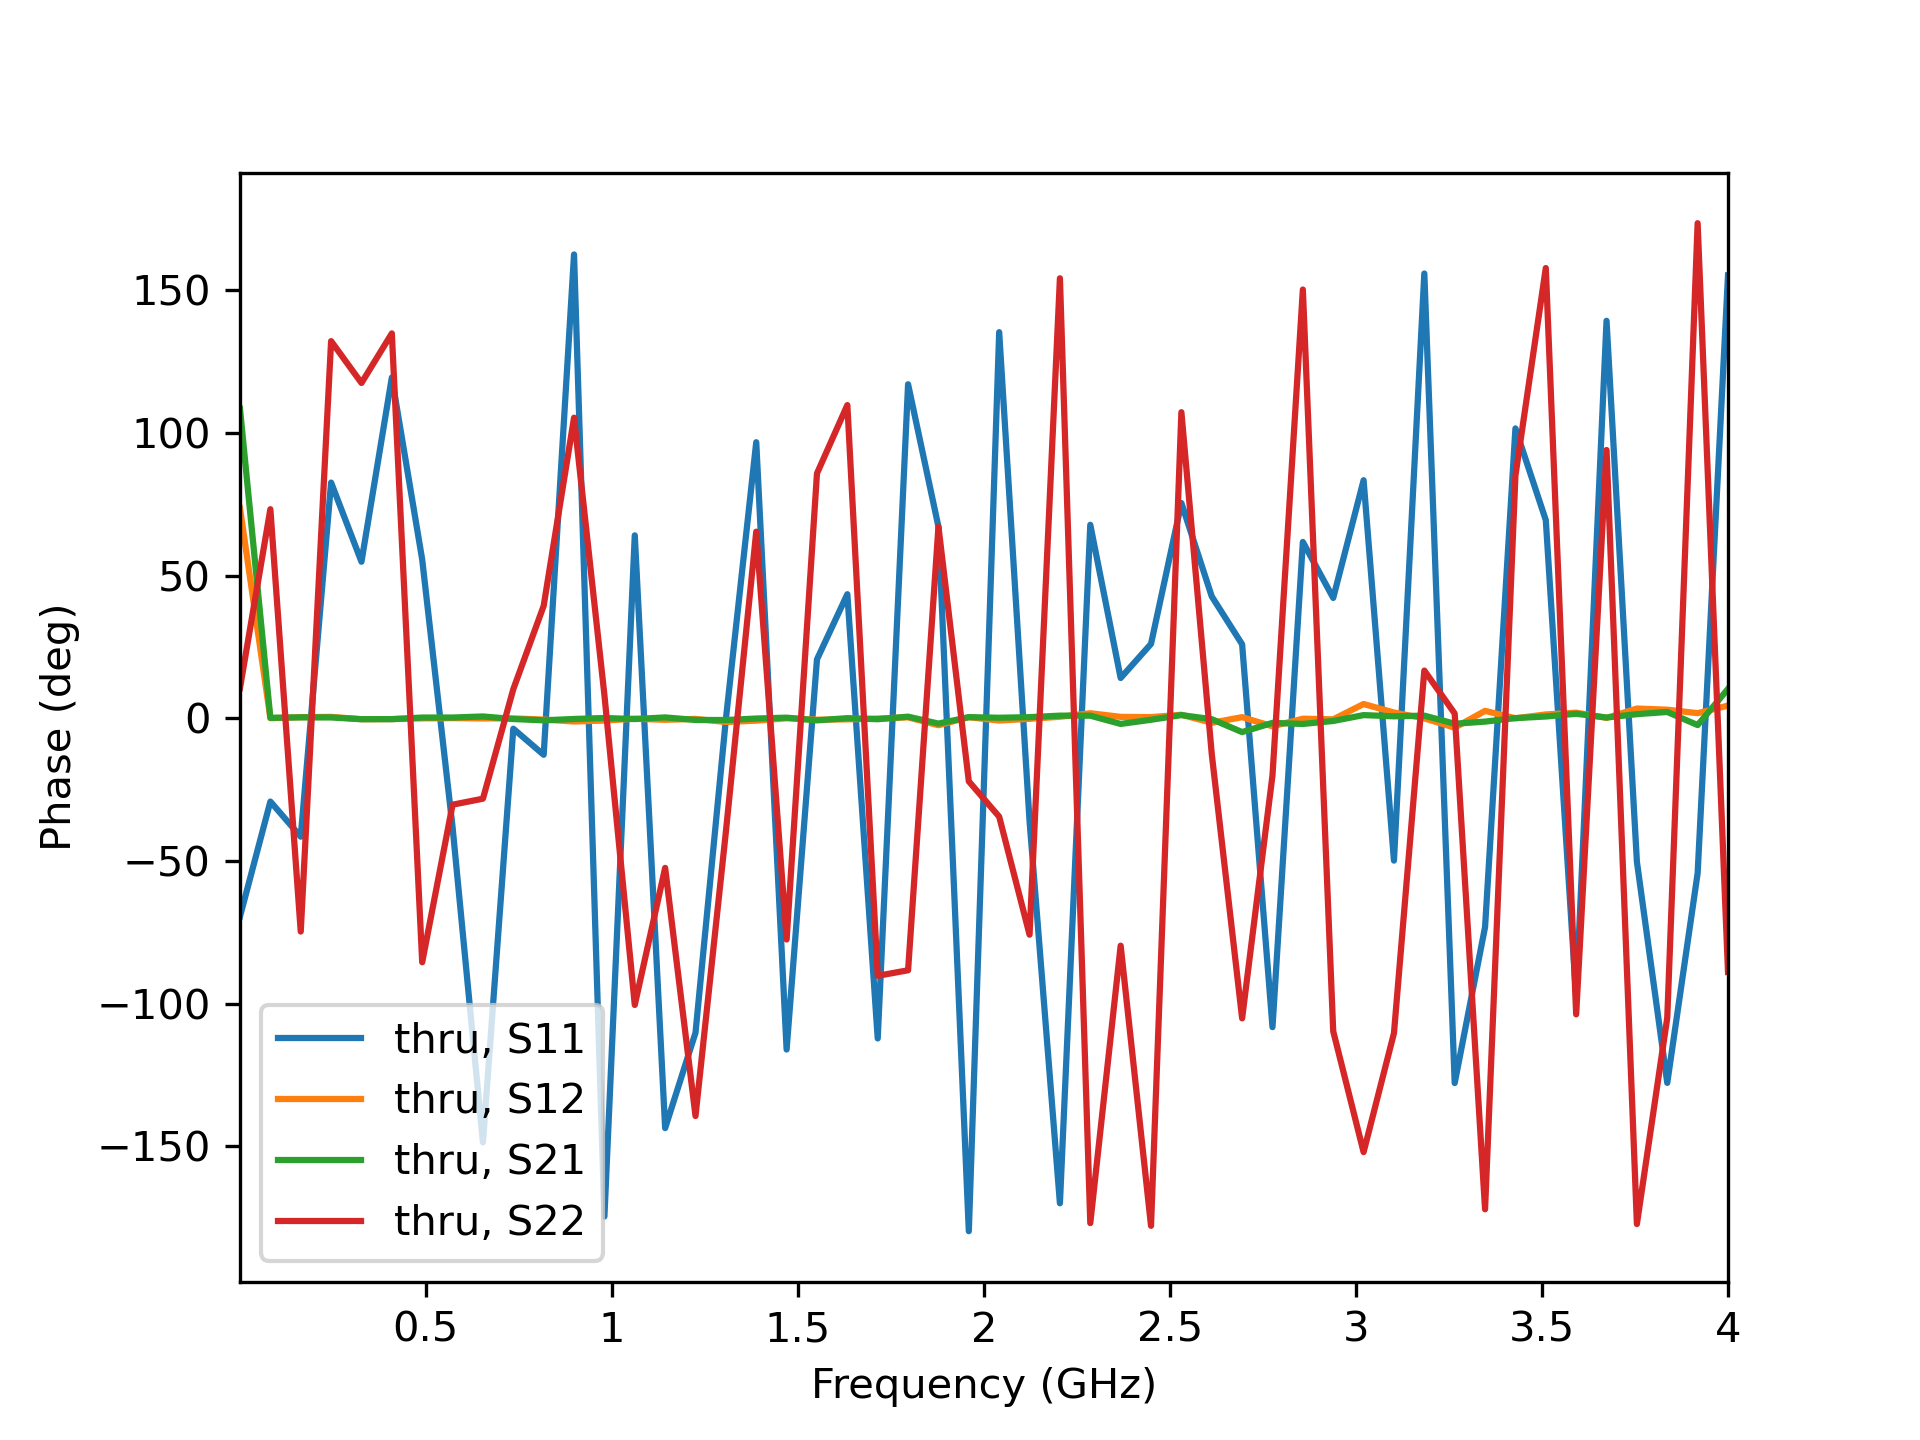 150
100
50
0
−50
−100
−150
Phase (deg)
thru, S11
thru, S12
thru, S21
thru, S22
0.5 1 1.5 2 2.5 3 3.5 4
Frequency (GHz)